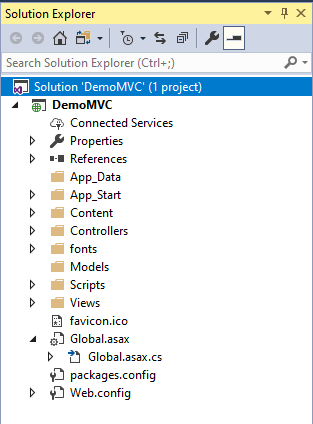 Solution Explorer
Search Solution Explorer (Ctrl+;)
Solution 'DemoMVC' (1 project)
DemoMVC
Connected Services
Properties
References
App_Data
App_Start
Content
Controllers
fonts
Models
Scripts
Views
favicon.ico
Global.asax
Global.asax.cs
packages.config
Web.config